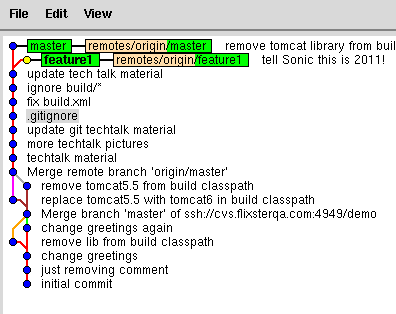 File Edit View
master remotes/origin/master remove tomcat library from buil
feature1 remotes/origin/feature1 tell Sonic this is 2011!
update tech talk material
ignore build/*
fix build.xml
.gitignore
update git techtalk material
more techtalk pictures
techtalk material
Merge remote branch 'origin/master'
remove tomcat5.5 from build classpath
replace tomcat5.5 with tomcat6 in build classpath
Merge branch 'master' of ssh://cvs.flixsterqa.com:4949/demo
change greetings again
remove lib from build classpath
change greetings
just removing comment
initial commit